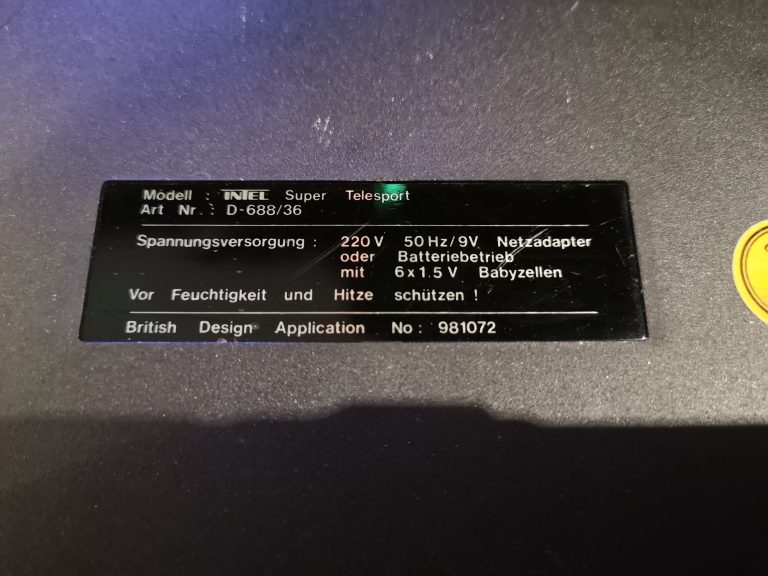 Modell : INTEL Super Telesport
Art Nr. : D-688/36
Spannungsversorgung : 220 V 50 Hz/9V Netzadapter
oder Batteriebetrieb
mit 6 x 1.5 V Babyzellen
Vor Feuchtigkeit und Hitze schützen !
British Design Application No : 981072